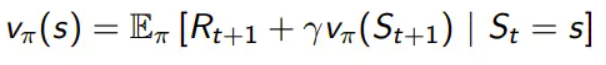 v_π(s) = 𝔼_π [R_{t+1} + γv_π(S_{t+1}) | S_t = s]